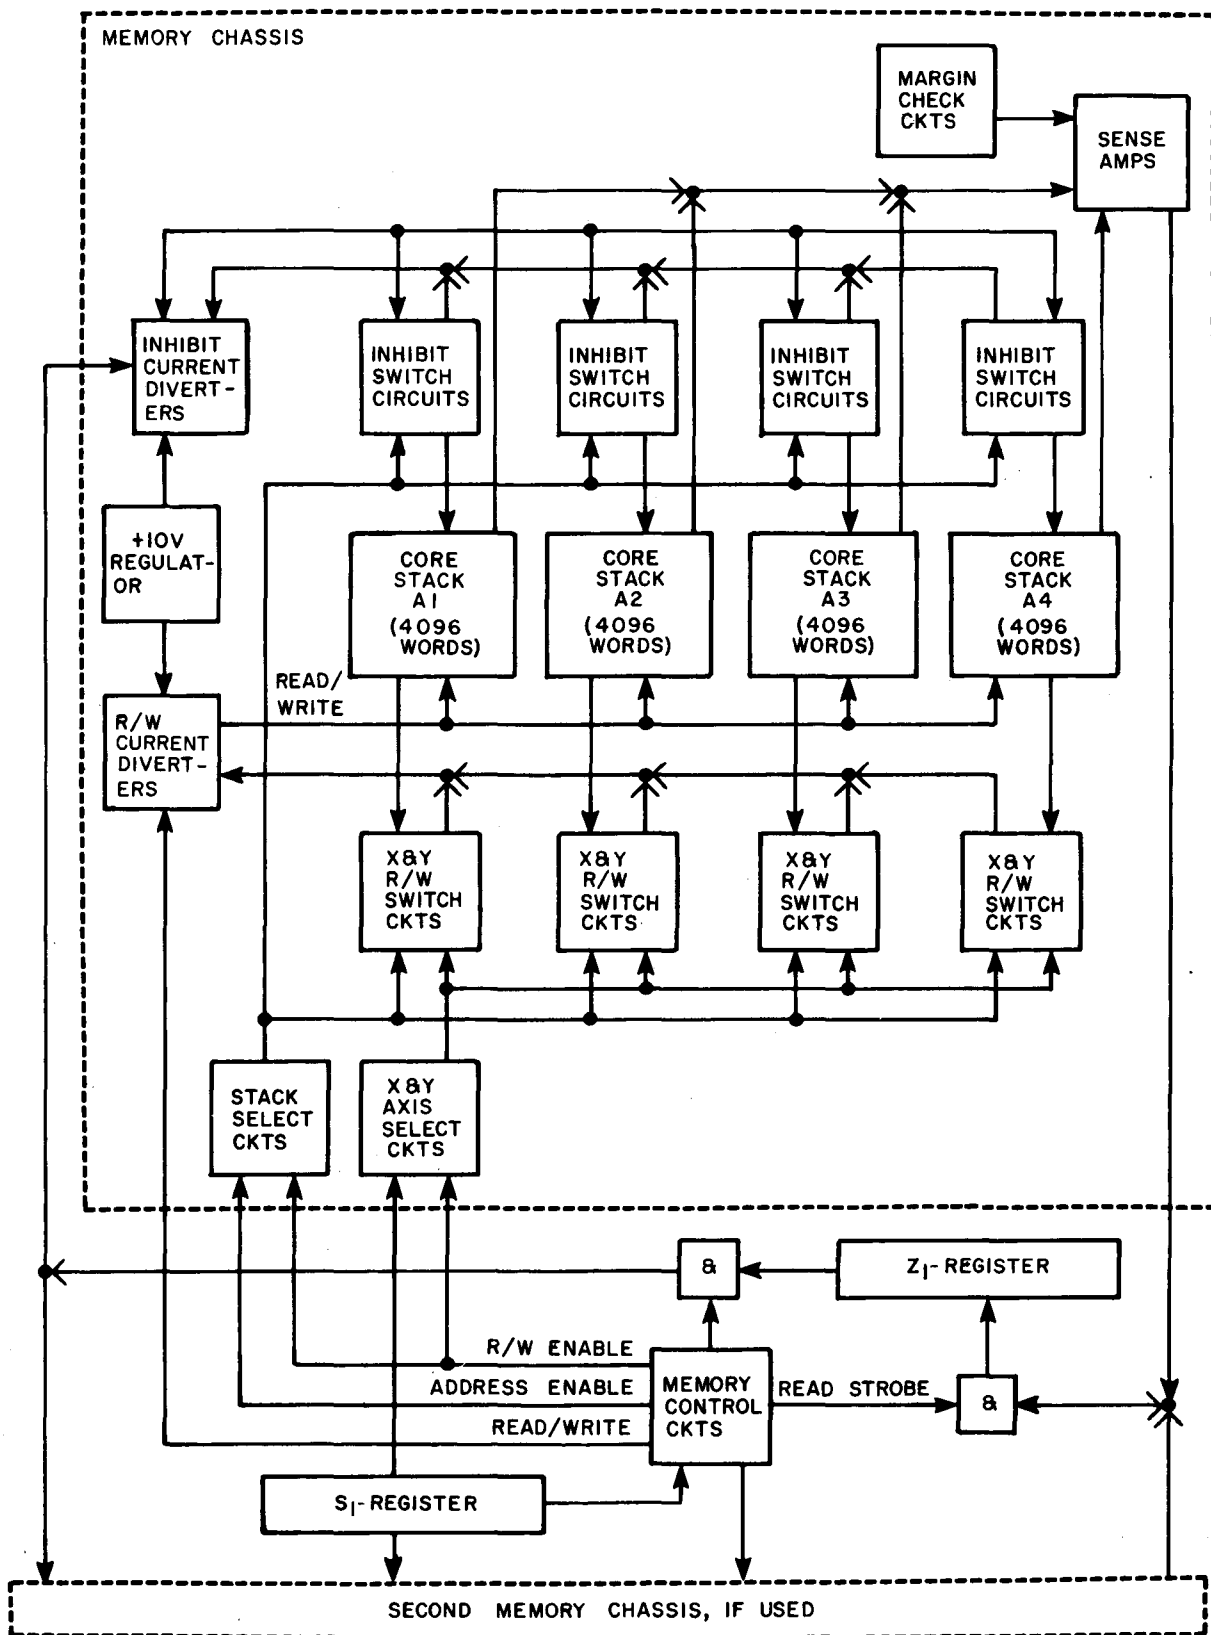 MEMORY CHASSIS
MARGIN
CHECK
CKTS
SENSE
AMPS
INHIBIT
CURRENT
DIVERT-
ERS
INHIBIT
SWITCH
CIRCUITS
INHIBIT
SWITCH
CIRCUITS
INHIBIT
SWITCH
CIRCUITS
INHIBIT
SWITCH
CIRCUITS
+10V
REGULAT-
OR
CORE
STACK
A1
(4096
WORDS)
CORE
STACK
A2
(4096
WORDS)
CORE
STACK
A3
(4096
WORDS)
CORE
STACK
A4
(4096
WORDS)
READ/
WRITE
R/W
CURRENT
DIVERT-
ERS
X&Y
R/W
SWITCH
CKTS
X&Y
R/W
SWITCH
CKTS
X&Y
R/W
SWITCH
CKTS
X&Y
R/W
SWITCH
CKTS
STACK
SELECT
CKTS
X&Y
AXIS
SELECT
CKTS
&
Z1-REGISTER
R/W ENABLE
ADDRESS ENABLE
READ/WRITE
MEMORY
CONTROL
CKTS
READ STROBE
&
S1-REGISTER
SECOND MEMORY CHASSIS, IF USED